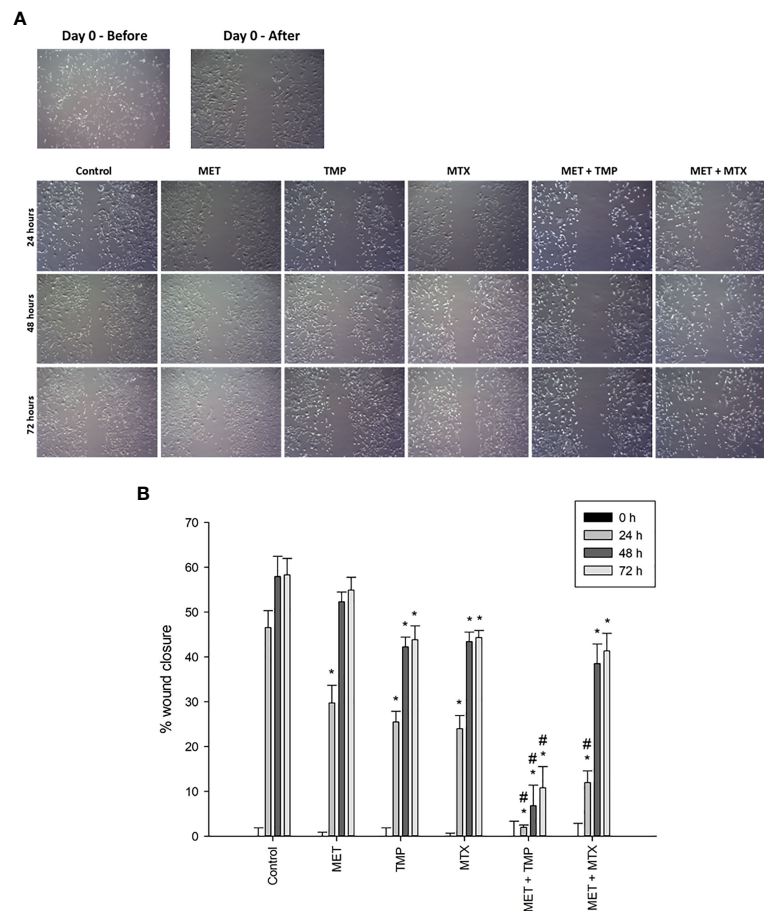 A
Day 0 - Before Day 0 - After
Control MET TMP MTX MET + TMP MET + MTX
24 hours
48 hours
72 hours
B
0 h
24 h
48 h
72 h
% wound closure
70
60
50
40
30
20
10
0
* * * * * * * * * * * * *
# # # #
Control MET TMP MTX MET + TMP MET + MTX